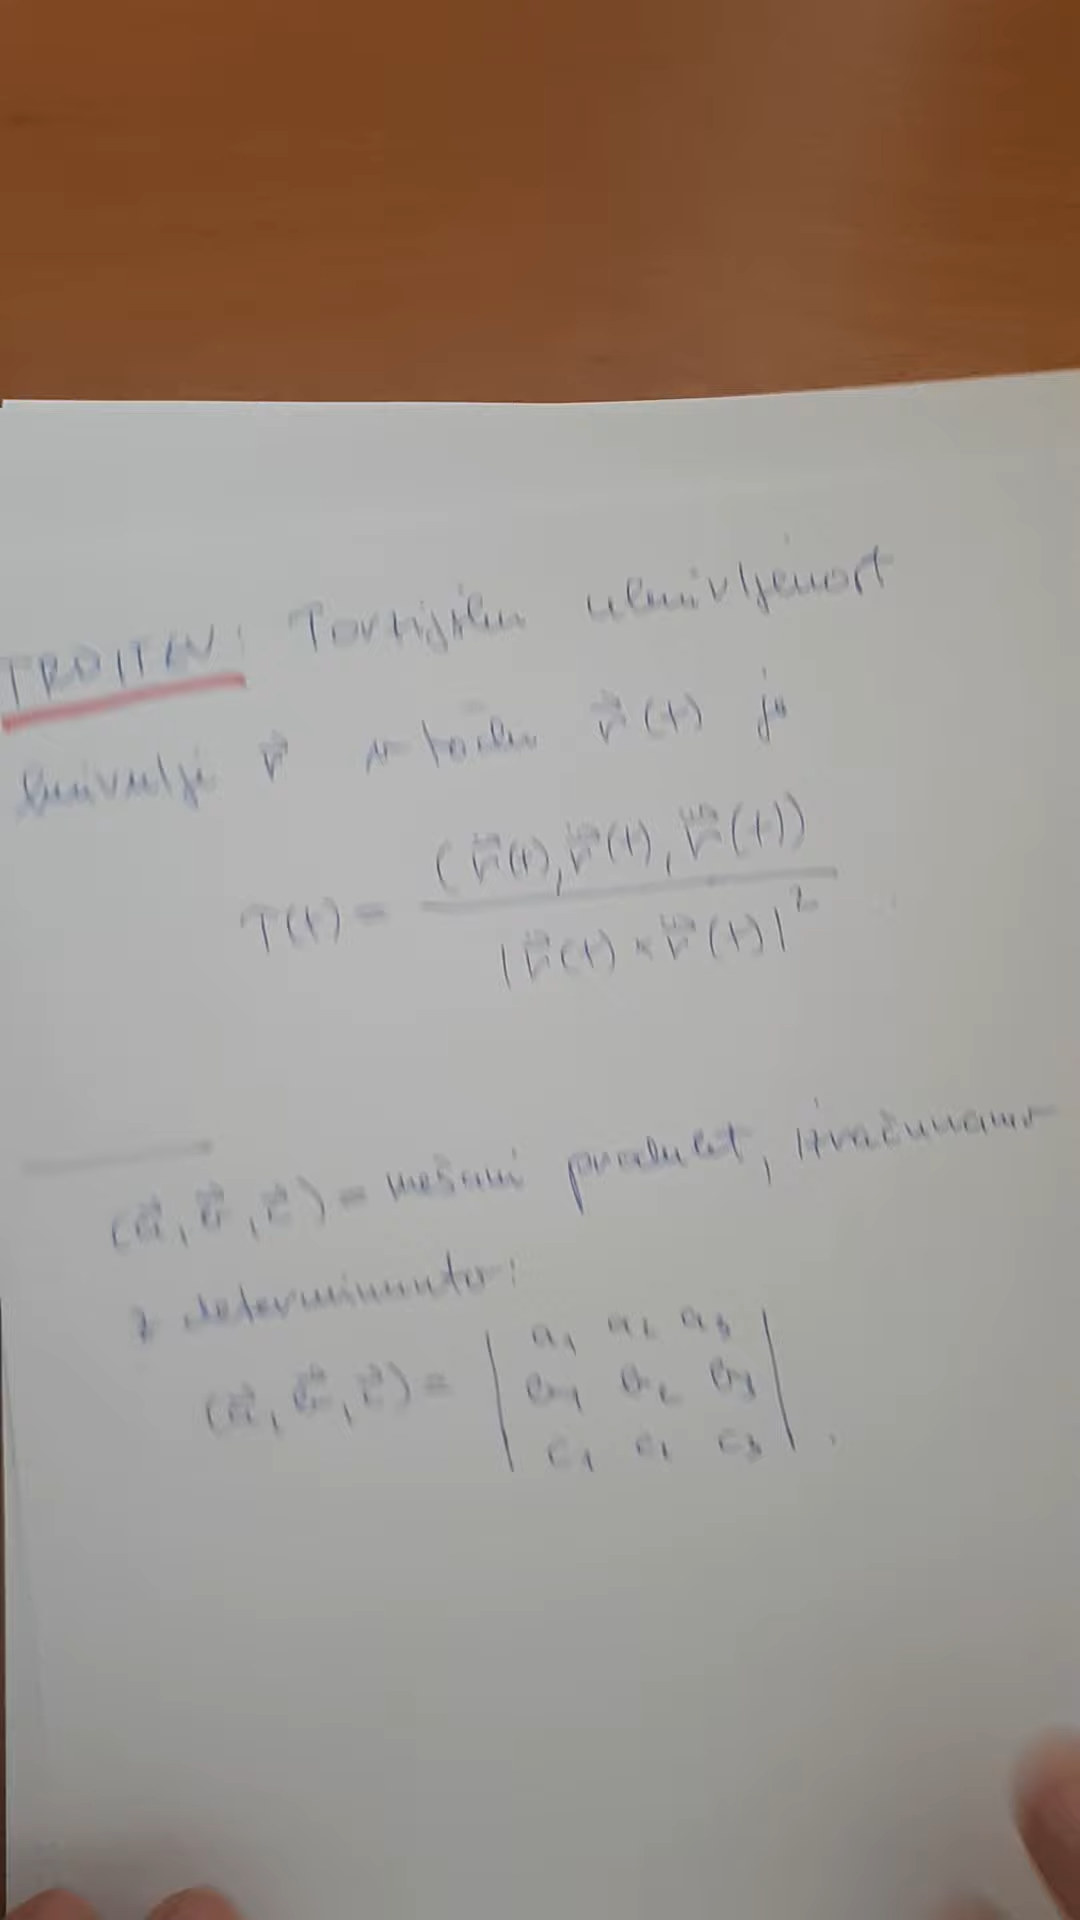 TRDITEV: Torzijska ukrivljenost
krivulje r⃗ v točki r⃗(t) je
τ(t) = (r⃗̇(t), r⃗̈(t), r⃗⃛(t)) / |r⃗̇(t) × r⃗̈(t)|²
(a⃗, b⃗, c⃗) = mešani produkt, izračunamo
z determinanto:
(a⃗, b⃗, c⃗) = | a₁ a₂ a₃ |
| b₁ b₂ b₃ |
| c₁ c₂ c₃ | .